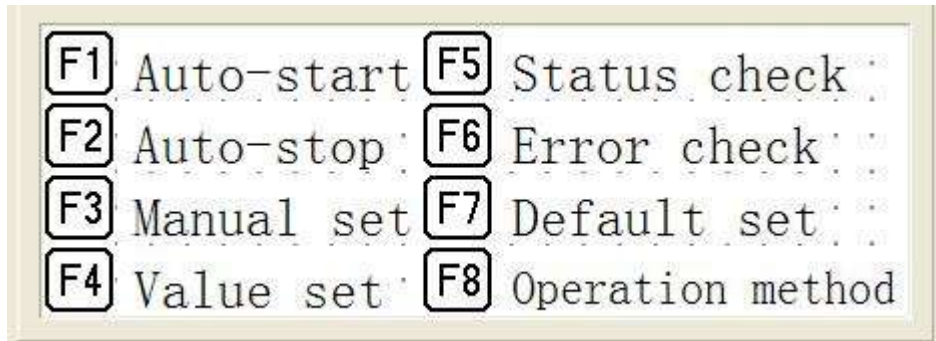 F1 Auto-start F5 Status check
F2 Auto-stop F6 Error check
F3 Manual set F7 Default set
F4 Value set F8 Operation method